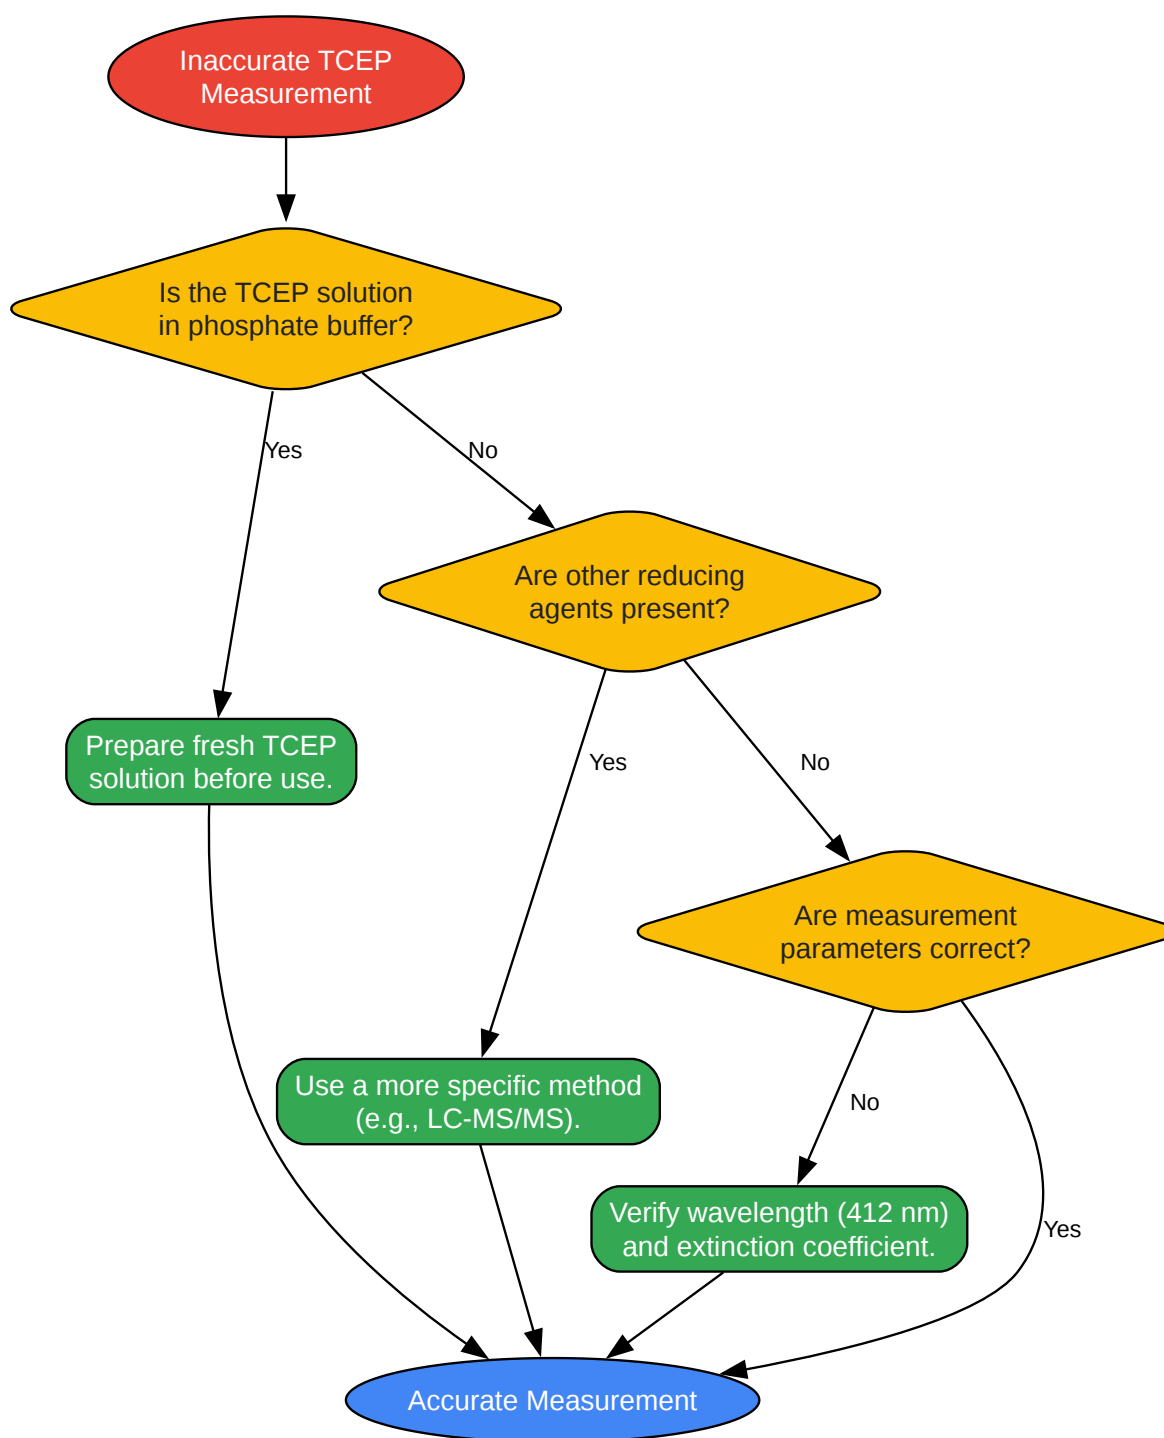 Inaccurate TCEP
Measurement
Is the TCEP solution
in phosphate buffer?
Yes
No
Are other reducing
agents present?
Prepare fresh TCEP
solution before use.
Yes
No
Are measurement
parameters correct?
Use a more specific method
(e.g., LC-MS/MS).
No
Verify wavelength (412 nm)
and extinction coefficient.
Yes
Accurate Measurement